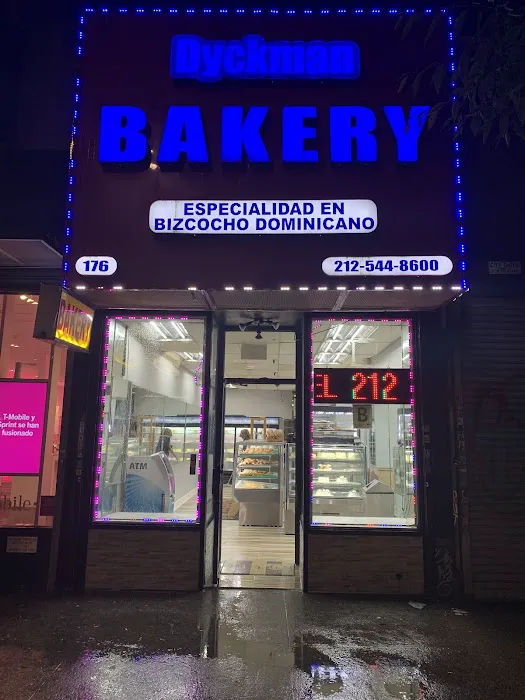 Dyckman
BAKERY
ESPECIALIDAD EN
BIZCOCHO DOMINICANO
176
212-544-8600
BAKERY
EL 212
B
ATM
T-Mobile y
Sprint se han
fusionado